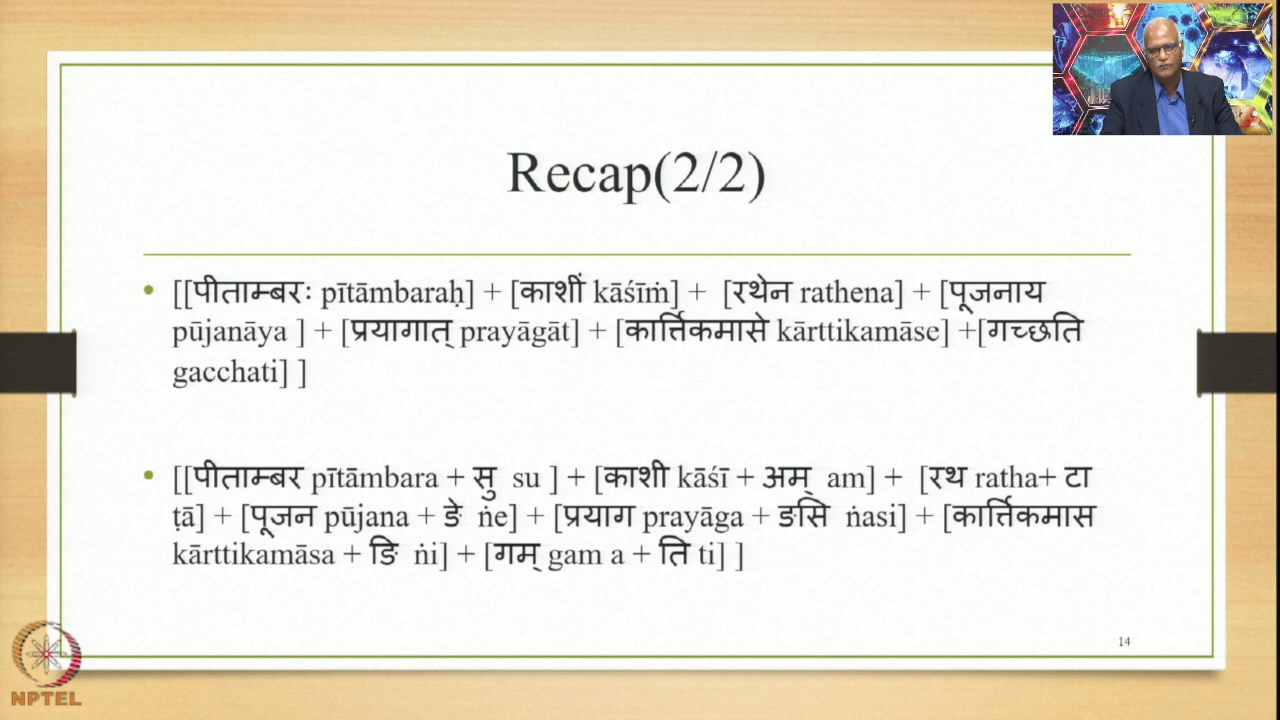 Recap(2/2)
• [[पीताम्बरः pītāmbaraḥ] + [काशीं kāśīṁ] + [रथेन rathena] + [पूजनाय
pūjanāya ] + [प्रयागात् prayāgāt] + [कार्त्तिकमासे kārttikamāse] +[गच्छति
gacchati] ]
• [[पीताम्बर pītāmbara + सु su ] + [काशी kāśī + अम् am] + [रथ ratha+ टा
ṭā] + [पूजन pūjana + ङे ṅe] + [प्रयाग prayāga + ङसि ṅasi] + [कार्त्तिकमास
kārttikamāsa + ङि ṅi] + [गम् gam a + ति ti] ]
14
NPTEL